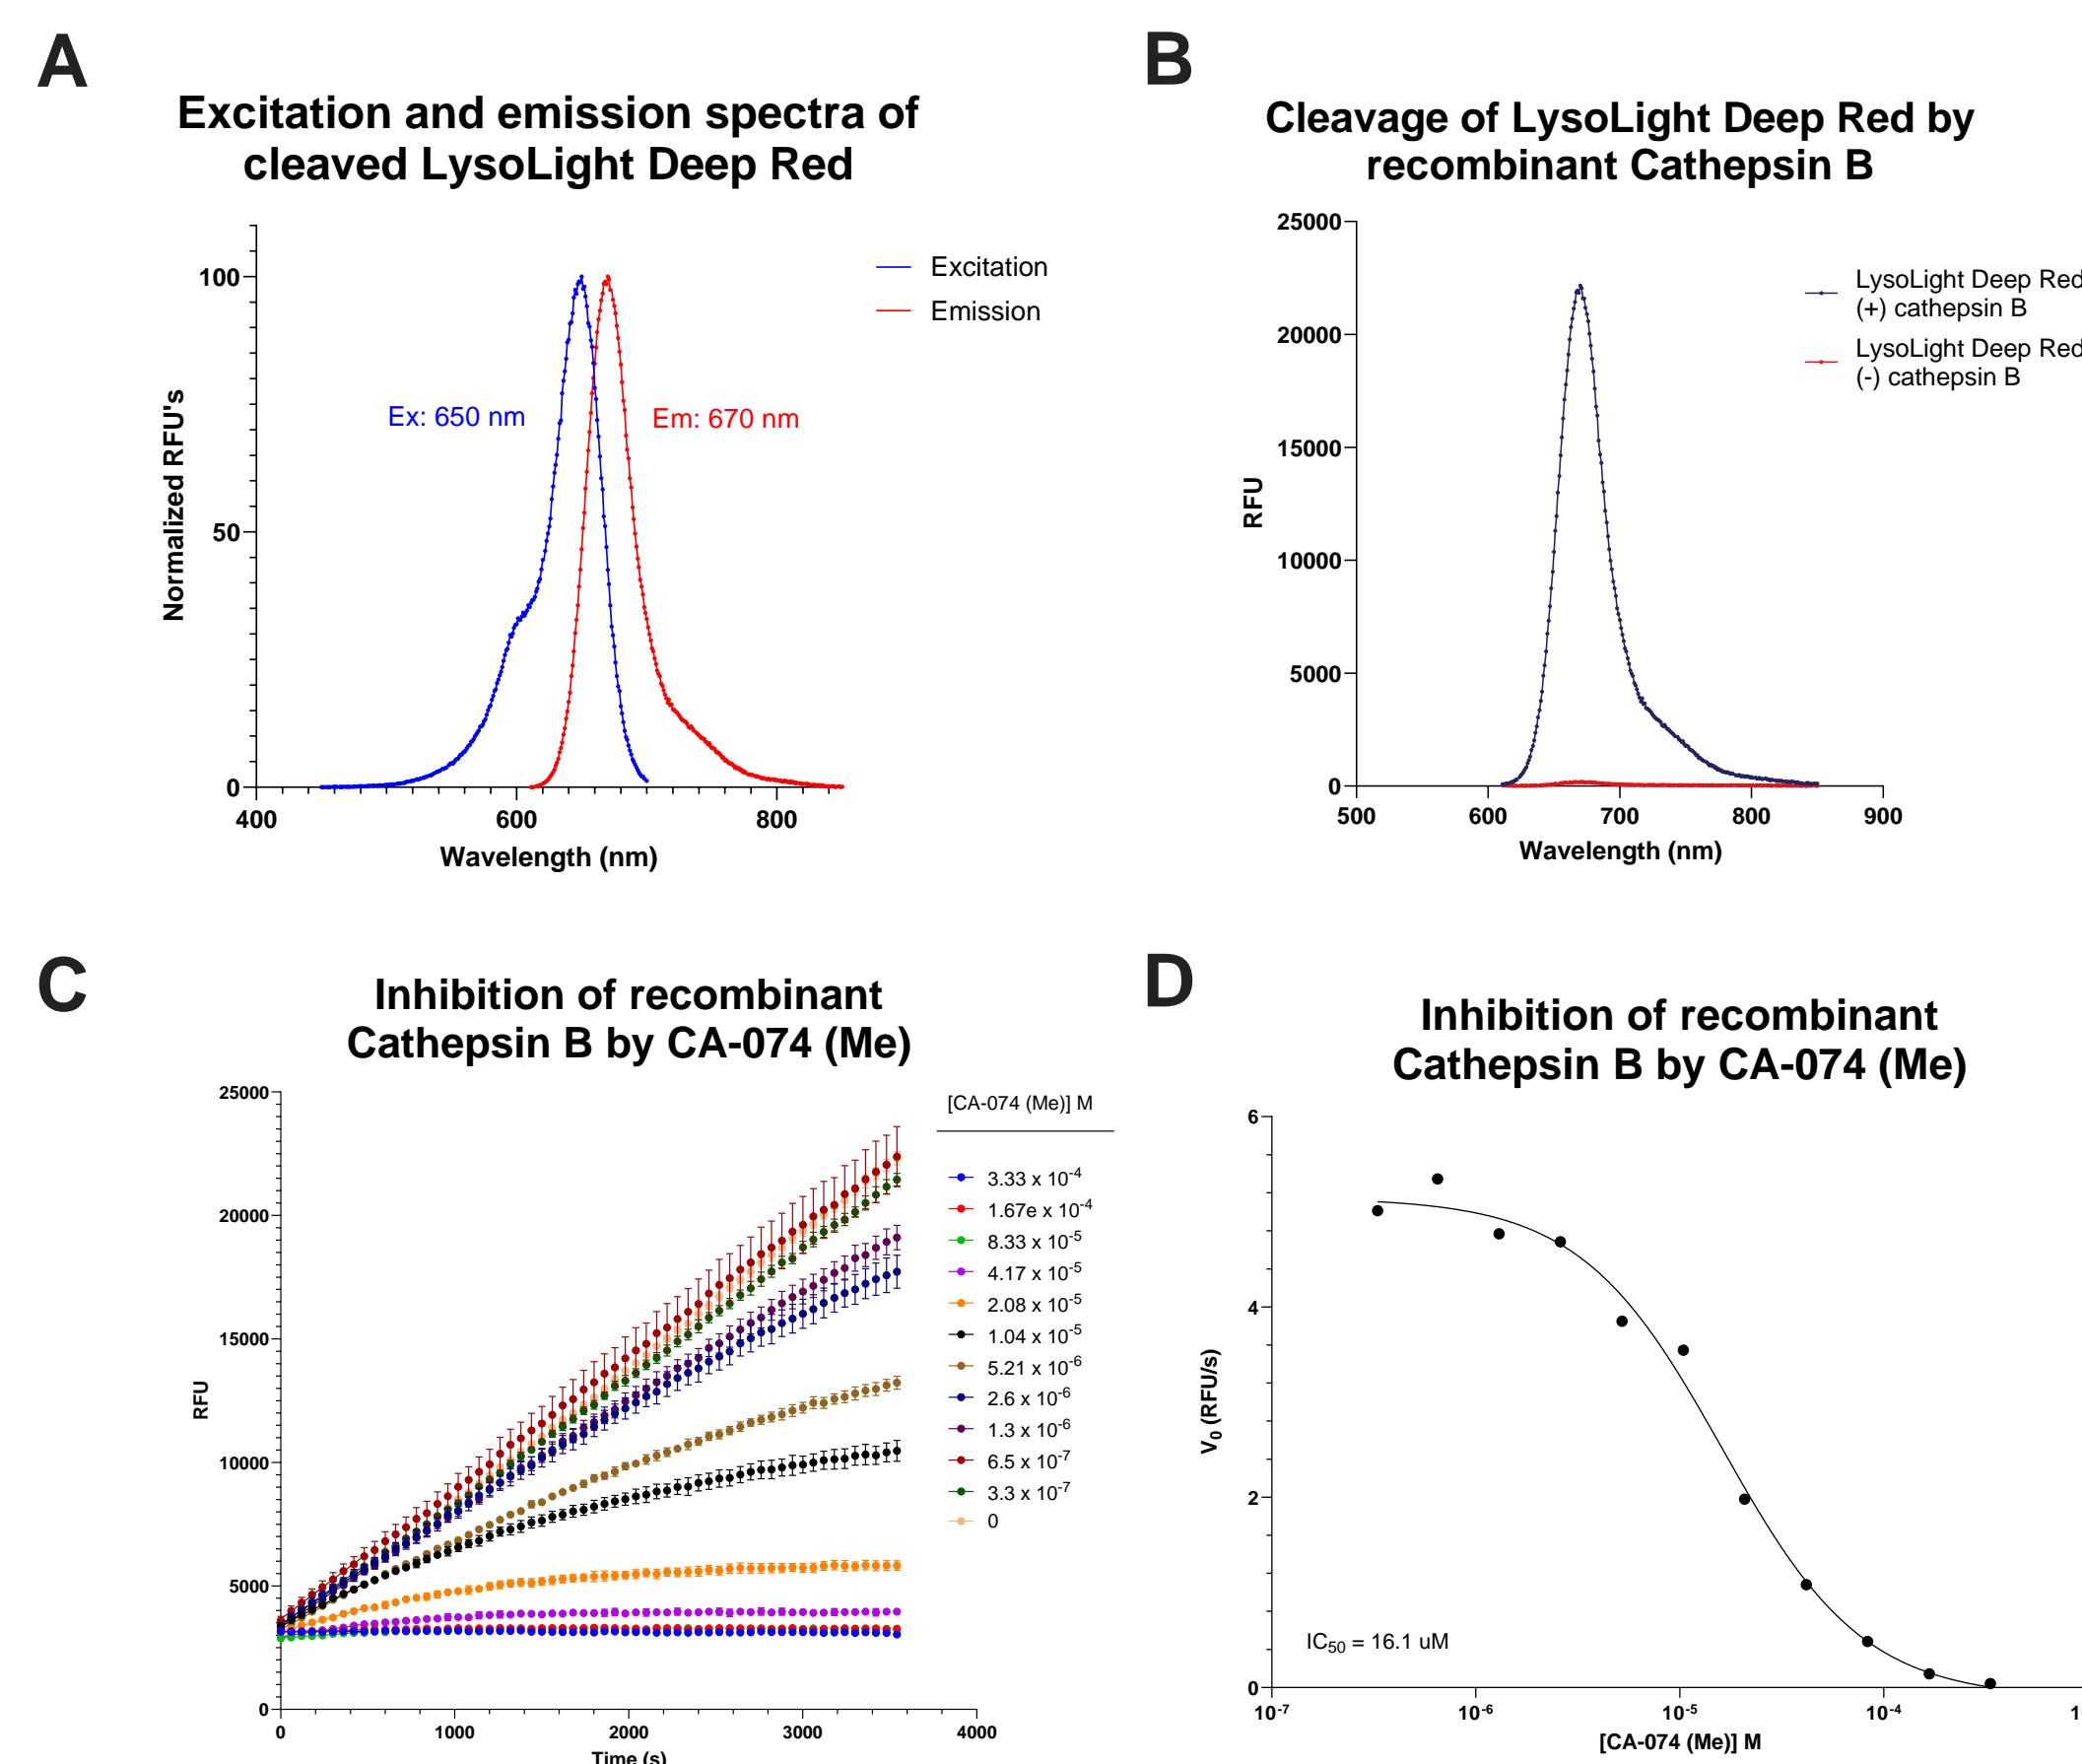 A
Excitation and emission spectra of
cleaved LysoLight Deep Red
100
50
0
Normalized RFU's
Ex: 650 nm
Em: 670 nm
Excitation
Emission
400 600 800
Wavelength (nm)
B
Cleavage of LysoLight Deep Red by
recombinant Cathepsin B
25000
20000
15000
10000
5000
0
RFU
LysoLight Deep Red
(+) cathepsin B
LysoLight Deep Red
(-) cathepsin B
500 600 700 800 900
Wavelength (nm)
C
Inhibition of recombinant
Cathepsin B by CA-074 (Me)
25000
20000
15000
10000
5000
0
RFU
0 1000 2000 3000 4000
Time (s)
[CA-074 (Me)] M
3.33 x 10⁻⁴
1.67e x 10⁻⁴
8.33 x 10⁻⁵
4.17 x 10⁻⁵
2.08 x 10⁻⁵
1.04 x 10⁻⁵
5.21 x 10⁻⁶
2.6 x 10⁻⁶
1.3 x 10⁻⁶
6.5 x 10⁻⁷
3.3 x 10⁻⁷
0
D
Inhibition of recombinant
Cathepsin B by CA-074 (Me)
6
4
2
0
V₀ (RFU/s)
IC₅₀ = 16.1 uM
10⁻⁷ 10⁻⁶ 10⁻⁵ 10⁻⁴
[CA-074 (Me)] M